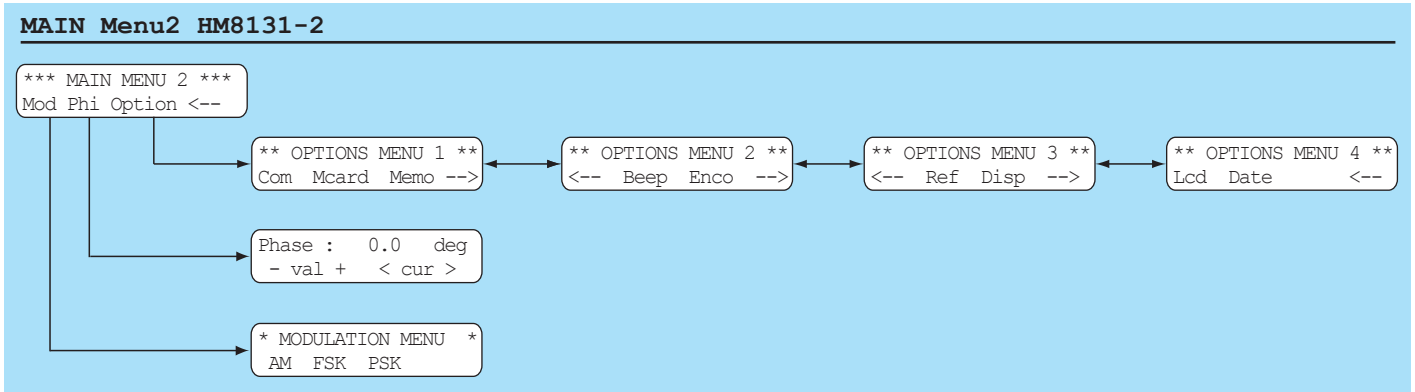 MAIN Menu2 HM8131-2
*** MAIN MENU 2 ***
Mod Phi Option <--
** OPTIONS MENU 1 **
Com Mcard Memo -->
** OPTIONS MENU 2 **
<-- Beep Enco -->
** OPTIONS MENU 3 **
<-- Ref Disp -->
** OPTIONS MENU 4 **
Lcd Date <--
Phase : 0.0 deg
- val + < cur >
* MODULATION MENU *
AM FSK PSK